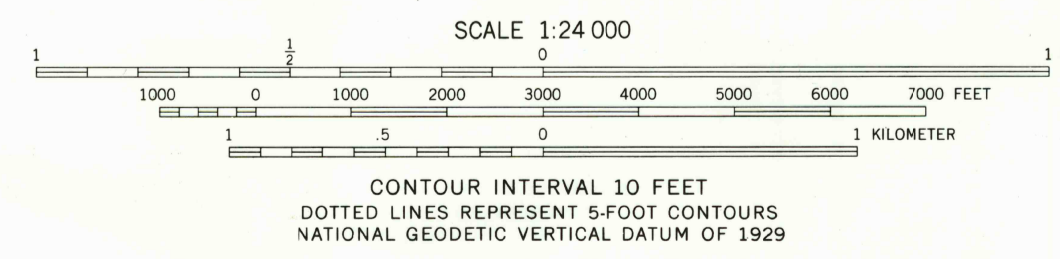 SCALE 1:24 000
1 1/2 0 1
1000 0 1000 2000 3000 4000 5000 6000 7000 FEET
1 .5 0 1 KILOMETER
CONTOUR INTERVAL 10 FEET
DOTTED LINES REPRESENT 5-FOOT CONTOURS
NATIONAL GEODETIC VERTICAL DATUM OF 1929